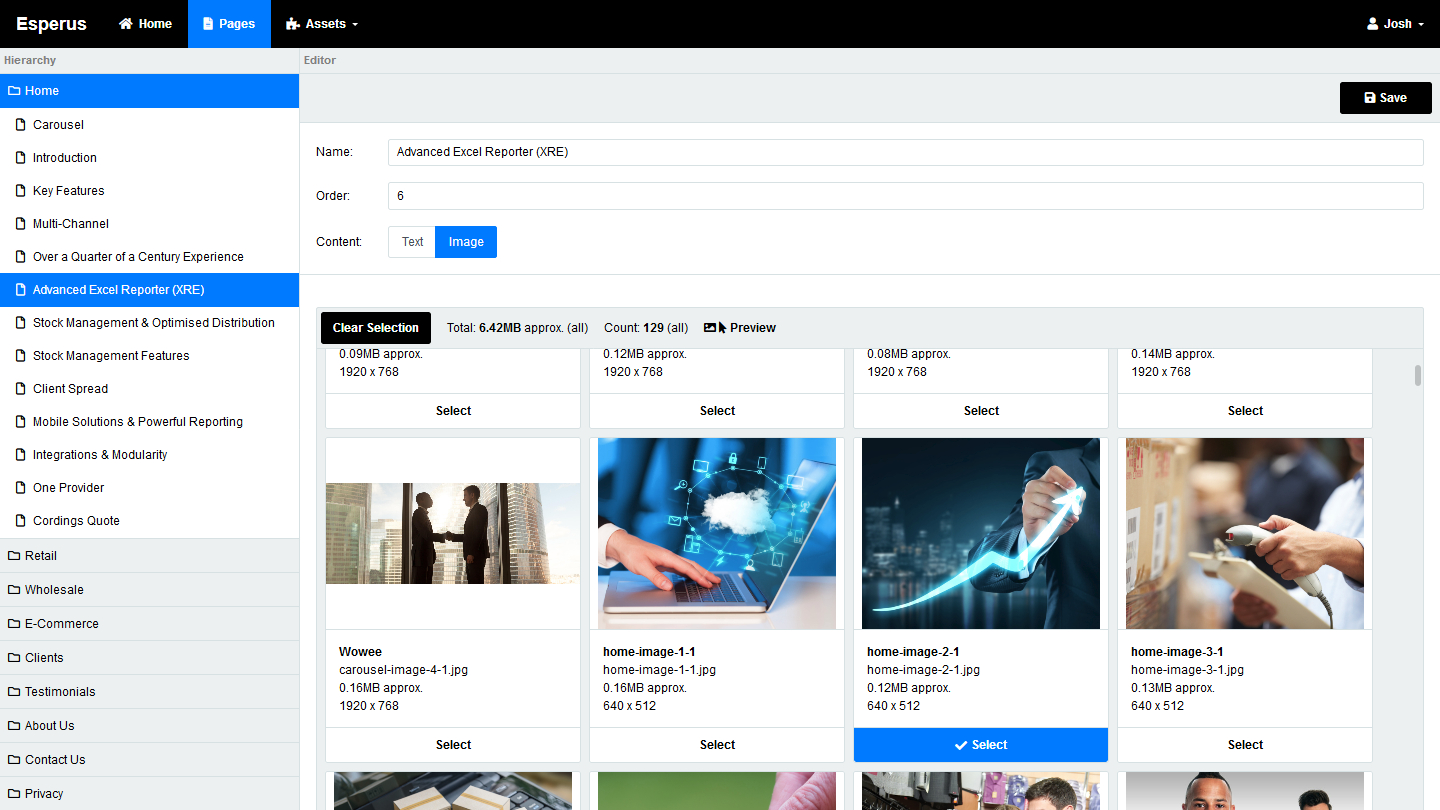 Esperus
Home
Pages
Assets
Josh
Hierarchy
Editor
Home
Carousel
Introduction
Key Features
Multi-Channel
Over a Quarter of a Century Experience
Advanced Excel Reporter (XRE)
Stock Management & Optimised Distribution
Stock Management Features
Client Spread
Mobile Solutions & Powerful Reporting
Integrations & Modularity
One Provider
Cordings Quote
Retail
Wholesale
E-Commerce
Clients
Testimonials
About Us
Contact Us
Privacy
Save
Name: Advanced Excel Reporter (XRE)
Order: 6
Content: Text Image
Clear Selection Total: 6.42MB approx. (all) Count: 129 (all) Preview
0.09MB approx.
1920 x 768
Select
0.12MB approx.
1920 x 768
Select
0.08MB approx.
1920 x 768
Select
0.14MB approx.
1920 x 768
Select
Wowee
carousel-image-4-1.jpg
0.16MB approx.
1920 x 768
Select
home-image-1-1
home-image-1-1.jpg
0.16MB approx.
640 x 512
Select
home-image-2-1
home-image-2-1.jpg
0.12MB approx.
640 x 512
Select
home-image-3-1
home-image-3-1.jpg
0.13MB approx.
640 x 512
Select